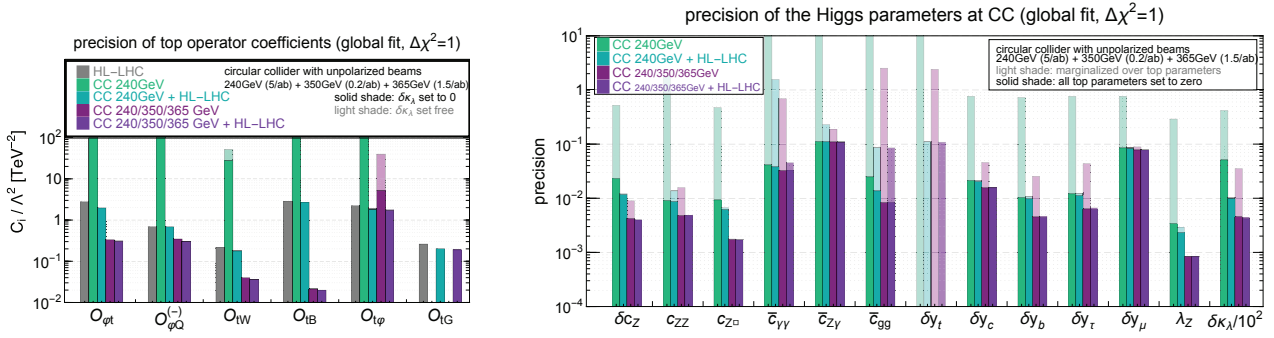 precision of top operator coefficients (global fit, Δχ²=1)
HL−LHC
CC 240GeV
CC 240GeV + HL−LHC
CC 240/350/365 GeV
CC 240/350/365 GeV + HL−LHC
circular collider with unpolarized beams
240GeV (5/ab) + 350GeV (0.2/ab) + 365GeV (1.5/ab)
solid shade: δκλ set to 0
light shade: δκλ set free
C_i / Λ² [TeV⁻²]
10²
10
1
10⁻¹
10⁻²
O_φt O_φQ^(−) O_tW O_tB O_tφ O_tG
precision of the Higgs parameters at CC (global fit, Δχ²=1)
CC 240GeV
CC 240GeV + HL−LHC
CC 240/350/365GeV
CC 240/350/365GeV + HL−LHC
circular collider with unpolarized beams
240GeV (5/ab) + 350GeV (0.2/ab) + 365GeV (1.5/ab)
light shade: marginalized over top parameters
solid shade: all top parameters set to zero
precision
10¹
1
10⁻¹
10⁻²
10⁻³
10⁻⁴
δc_Z c_ZZ c_Z□ c̄_γγ c̄_Zγ c̄_gg δy_t δy_c δy_b δy_τ δy_μ λ_Z δκ_λ/10²